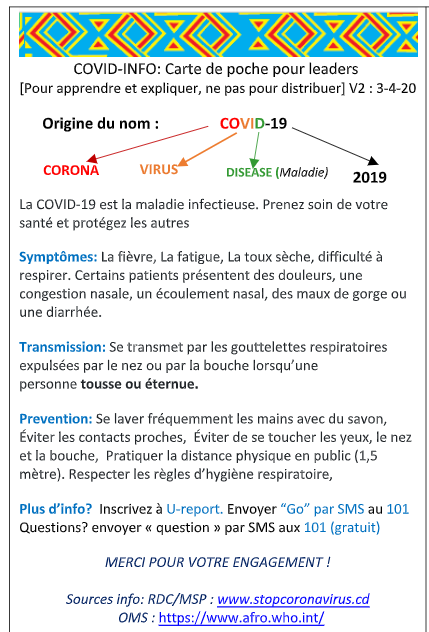 COVID-INFO: Carte de poche pour leaders
[Pour apprendre et expliquer, ne pas pour distribuer] V2 : 3-4-20
Origine du nom : COVID-19
CORONA VIRUS DISEASE (Maladie) 2019
La COVID-19 est la maladie infectieuse. Prenez soin de votre
santé et protégez les autres
Symptômes: La fièvre, La fatigue, La toux sèche, difficulté à
respirer. Certains patients présentent des douleurs, une
congestion nasale, un écoulement nasal, des maux de gorge ou
une diarrhée.
Transmission: Se transmet par les gouttelettes respiratoires
expulsées par le nez ou par la bouche lorsqu'une
personne tousse ou éternue.
Prevention: Se laver fréquemment les mains avec du savon,
Éviter les contacts proches, Éviter de se toucher les yeux, le nez
et la bouche, Pratiquer la distance physique en public (1,5
mètre). Respecter les règles d'hygiène respiratoire,
Plus d'info? Inscrivez à U-report. Envoyer "Go" par SMS au 101
Questions? envoyer « question » par SMS aux 101 (gratuit)
MERCI POUR VOTRE ENGAGEMENT !
Sources info: RDC/MSP : www.stopcoronavirus.cd
OMS : https://www.afro.who.int/